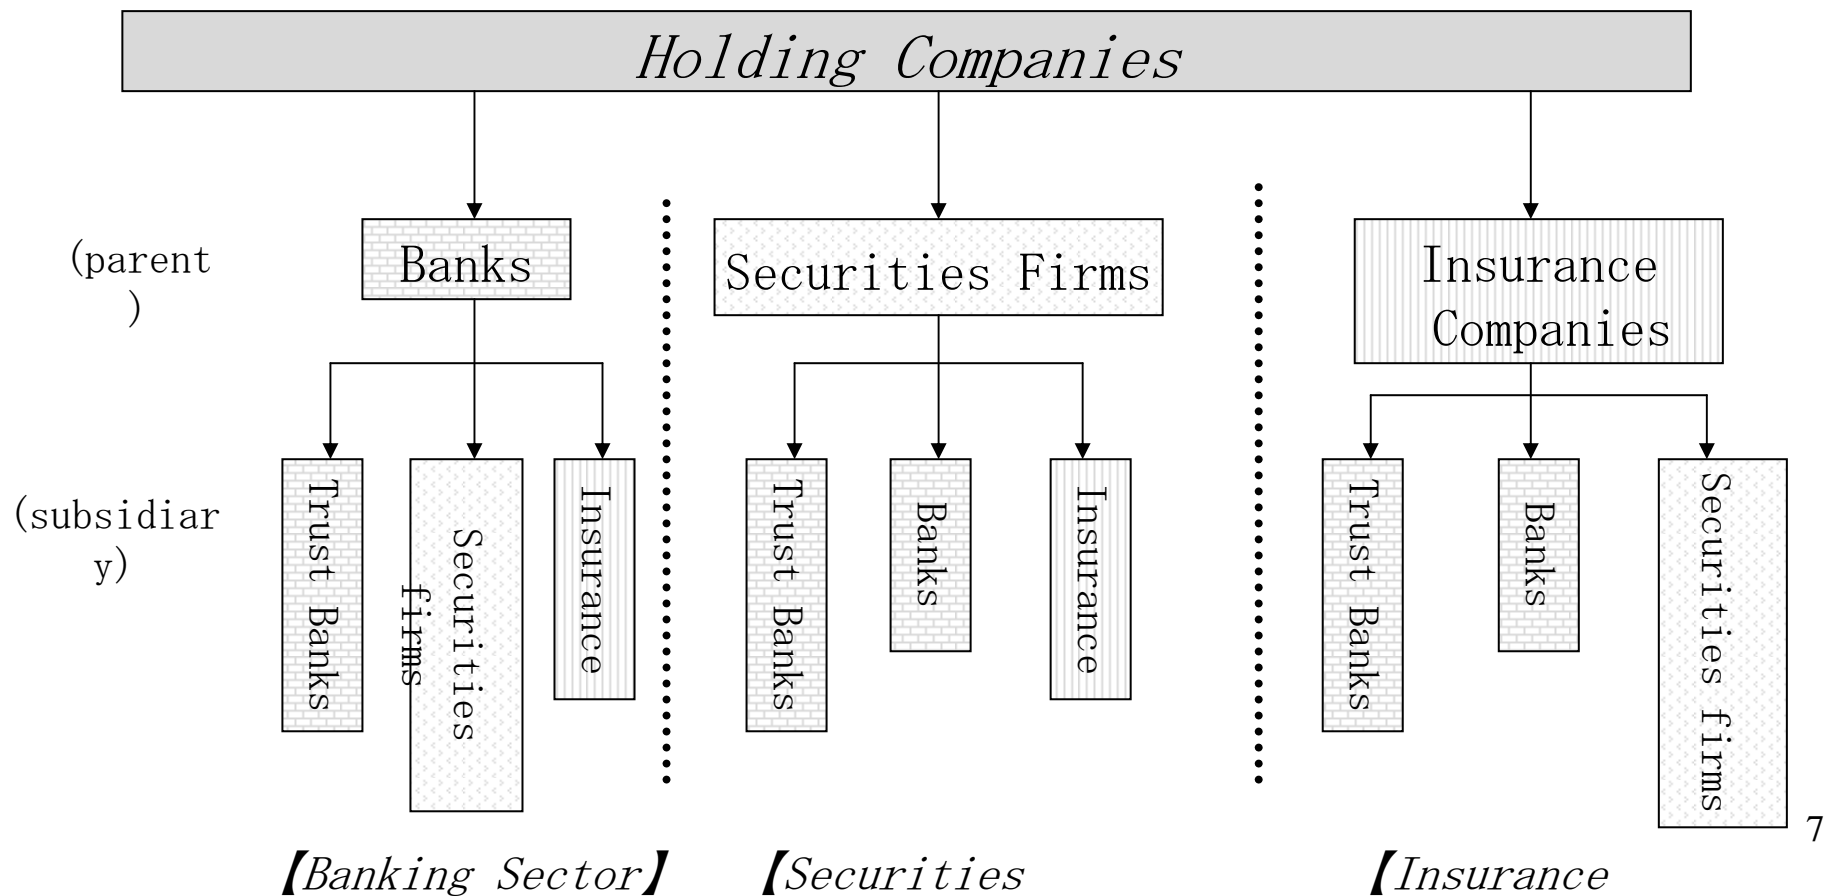 Holding Companies
(parent
)
Banks
Securities Firms
Insurance
Companies
(subsidiar
y)
Trust Banks
Securities
firms
Insurance
Trust Banks
Banks
Insurance
Trust Banks
Banks
Securities firms
7
【Banking Sector】
【Securities
【Insurance